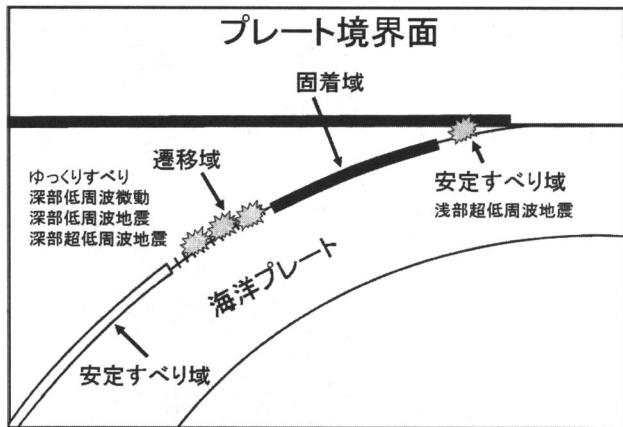 プレート境界面
固着域
遷移域
ゆっくりすべり
深部低周波微動
深部低周波地震
深部超低周波地震
安定すべり域
浅部超低周波地震
海洋プレート
安定すべり域